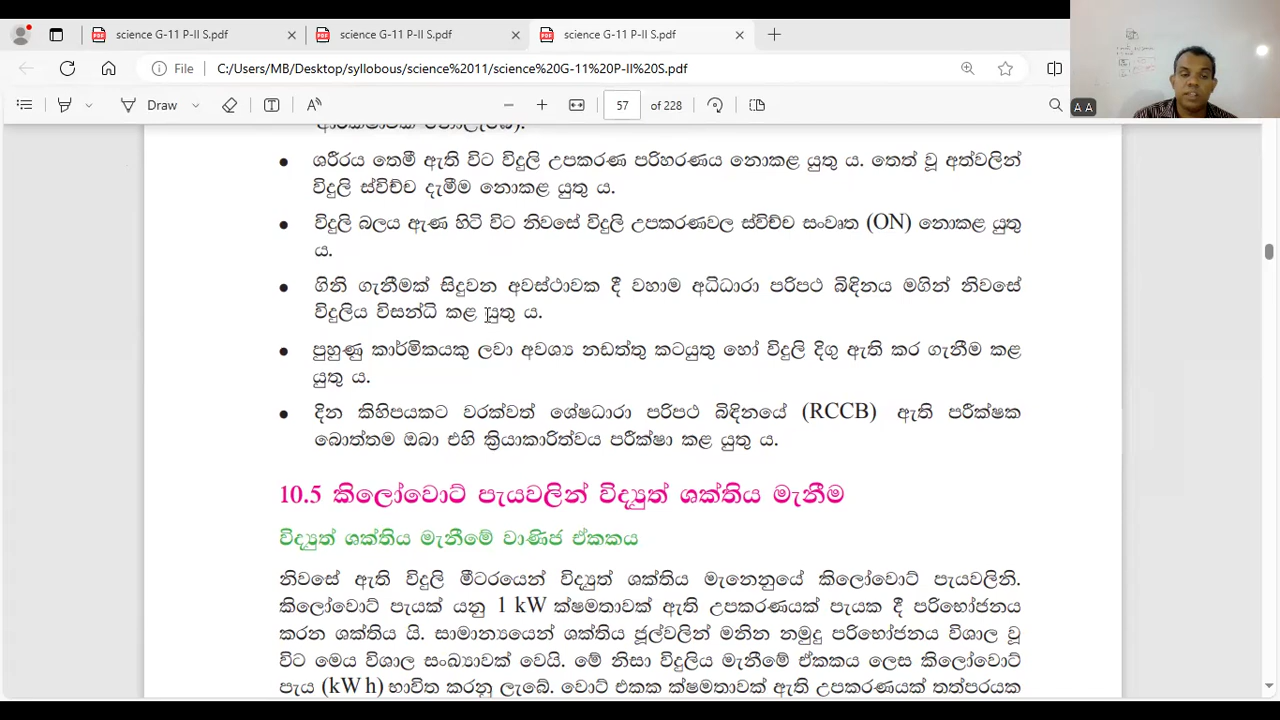 science G-11 P-II S.pdf
science G-11 P-II S.pdf
science G-11 P-II S.pdf
File C:/Users/MB/Desktop/syllobous/science%2011/science%20G-11%20P-II%20S.pdf
Draw 57 of 228
A A
• ශරීරය තෙමී ඇති විට විදුලි උපකරණ පරිහරණය නොකළ යුතු ය. තෙත් වූ අත්වලින්
විදුලි ස්විච්ච දැමීම නොකළ යුතු ය.
• විදුලි බලය ඇණ හිටි විට නිවසේ විදුලි උපකරණවල ස්විච්ච සංවෘත (ON) නොකළ යුතු
ය.
• ගිනි ගැනීමක් සිදුවන අවස්ථාවක දී වහාම අධිධාරා පරිපථ බිඳිනය මගින් නිවසේ
විදුලිය විසන්ධි කළ යුතු ය.
• පුහුණු කාර්මිකයකු ලවා අවශ්‍ය නඩත්තු කටයුතු හෝ විදුලි දිගු ඇති කර ගැනීම කළ
යුතු ය.
• දින කිහිපයකට වරක්වත් ශේෂධාරා පරිපථ බිඳිනයේ (RCCB) ඇති පරීක්ෂක
බොත්තම ඔබා එහි ක්‍රියාකාරිත්වය පරීක්ෂා කළ යුතු ය.
10.5 කිලෝවොට් පැයවලින් විද්‍යුත් ශක්තිය මැනීම
විද්‍යුත් ශක්තිය මැනීමේ වාණිජ ඒකකය
නිවසේ ඇති විදුලි මීටරයෙන් විද්‍යුත් ශක්තිය මැනෙනුයේ කිලෝවොට් පැයවලිනි.
කිලෝවොට් පැයක් යනු 1 kW ක්ෂමතාවක් ඇති උපකරණයක් පැයක දී පරිභෝජනය
කරන ශක්තිය යි. සාමාන්‍යයෙන් ශක්තිය ජූල්වලින් මනින නමුදු පරිභෝජනය විශාල වූ
විට මෙය විශාල සංඛ්‍යාවක් වෙයි. මේ නිසා විදුලිය මැනීමේ ඒකකය ලෙස කිලෝවොට්
පැය (kW h) භාවිත කරනු ලැබේ. වොට් එකක ක්ෂමතාවක් ඇති උපකරණයක් තත්පරයක